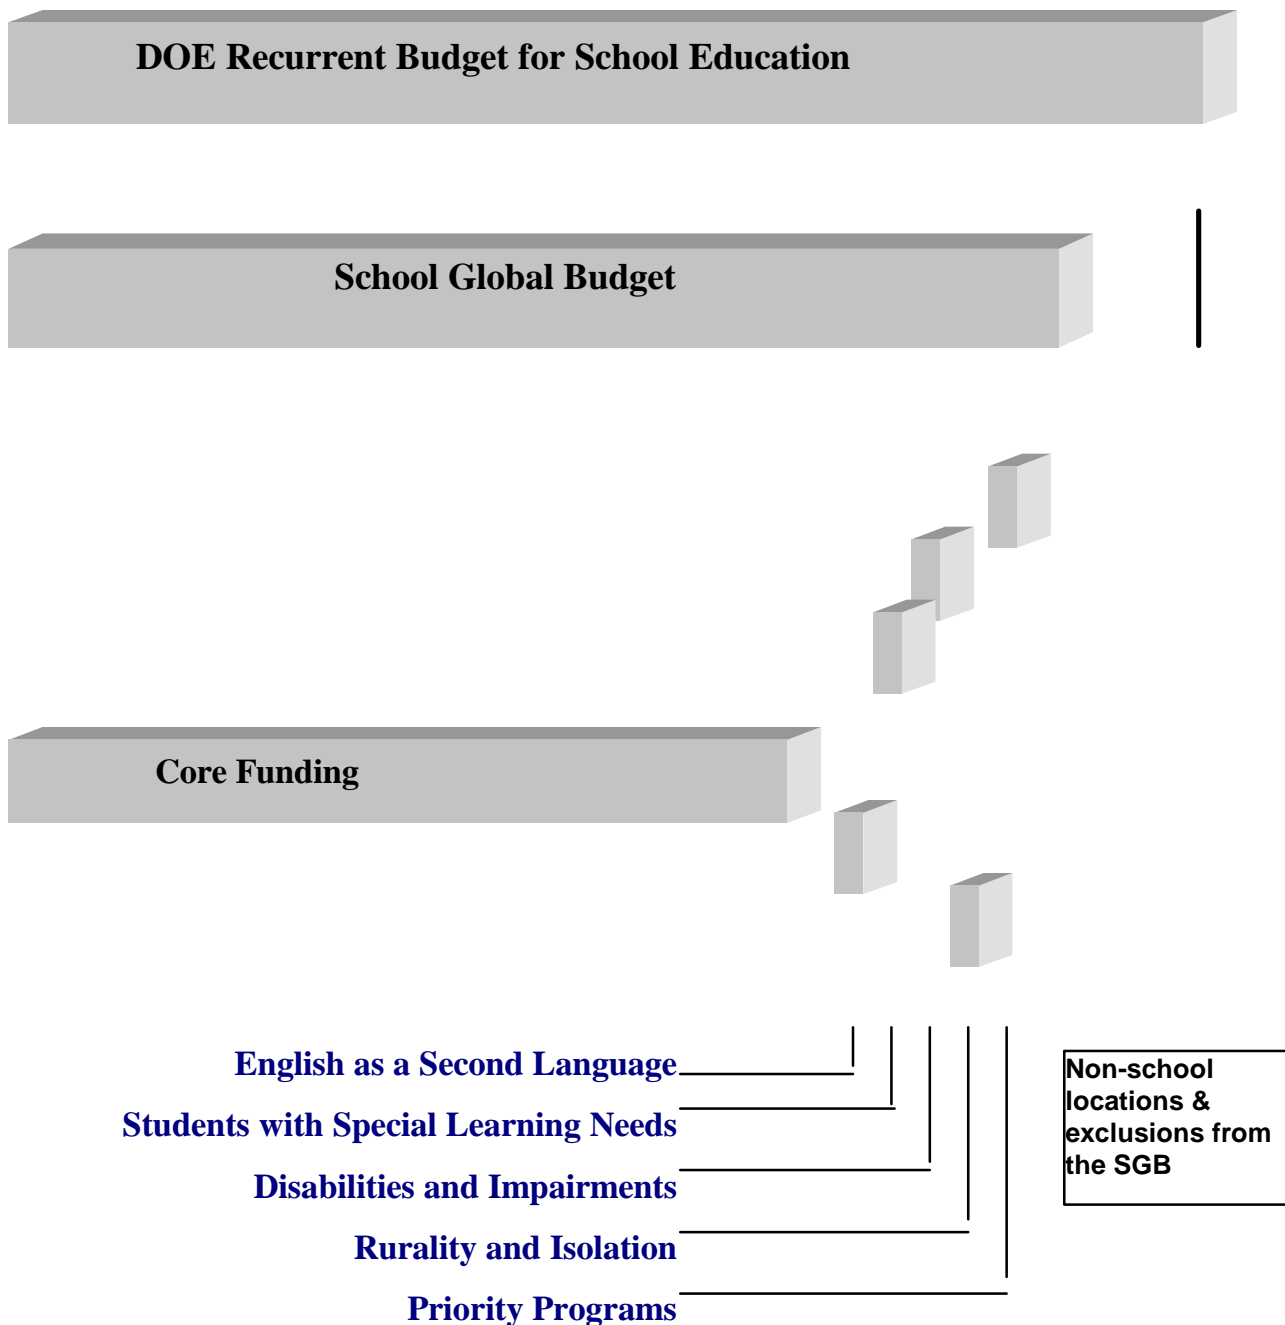 DOE Recurrent Budget for School Education
School Global Budget
Core Funding
English as a Second Language
Students with Special Learning Needs
Disabilities and Impairments
Rurality and Isolation
Priority Programs
Non-school
locations &
exclusions from
the SGB